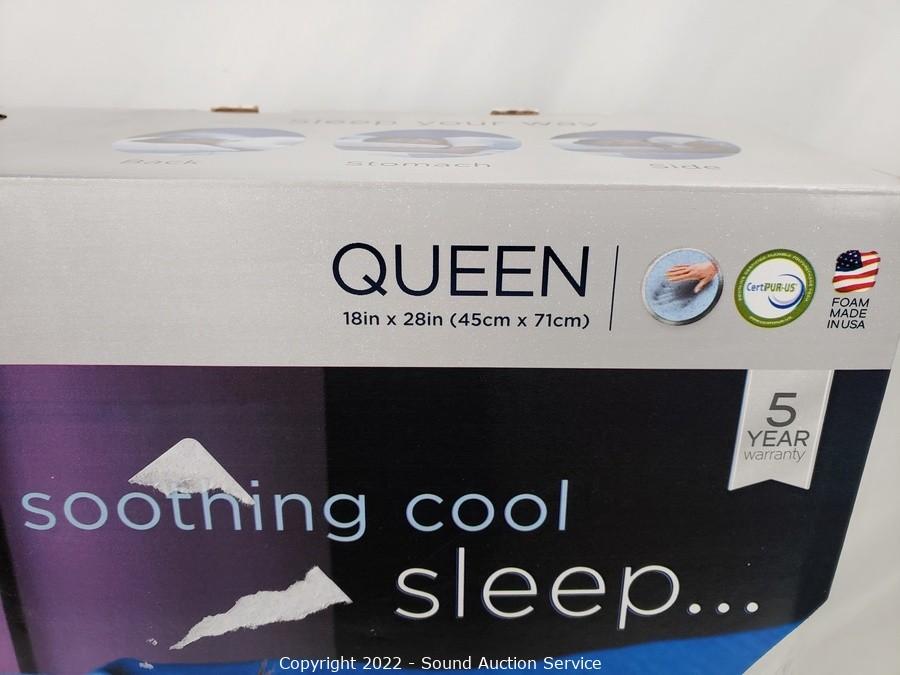 sleep your way
Back Stomach Side
QUEEN
18in x 28in (45cm x 71cm)
CertiPUR-US
FOAM
MADE
IN USA
5
YEAR
warranty
soothing cool
sleep...
Copyright 2022 - Sound Auction Service